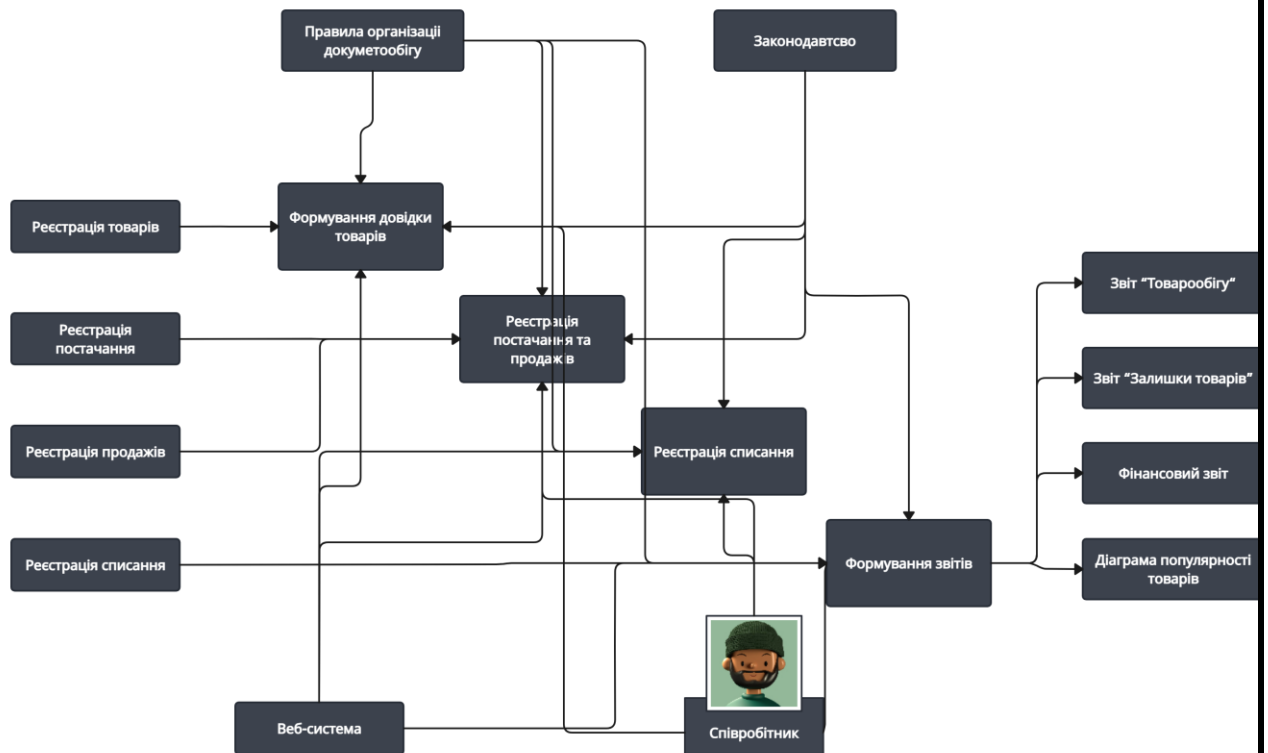 Правила організації
докуметообігу
Законодавтсво
Реєстрація товарів
Формування довідки
товарів
Звіт “Товарообігу“
Реєстрація
постачання
Реєстрація
постачання та
продажів
Звіт “Залишки товарів”
Реєстрація продажів
Реєстрація списання
Фінансовий звіт
Реєстрація списання
Формування звітів
Діаграма популярності
товарів
Веб-система
Співробітник